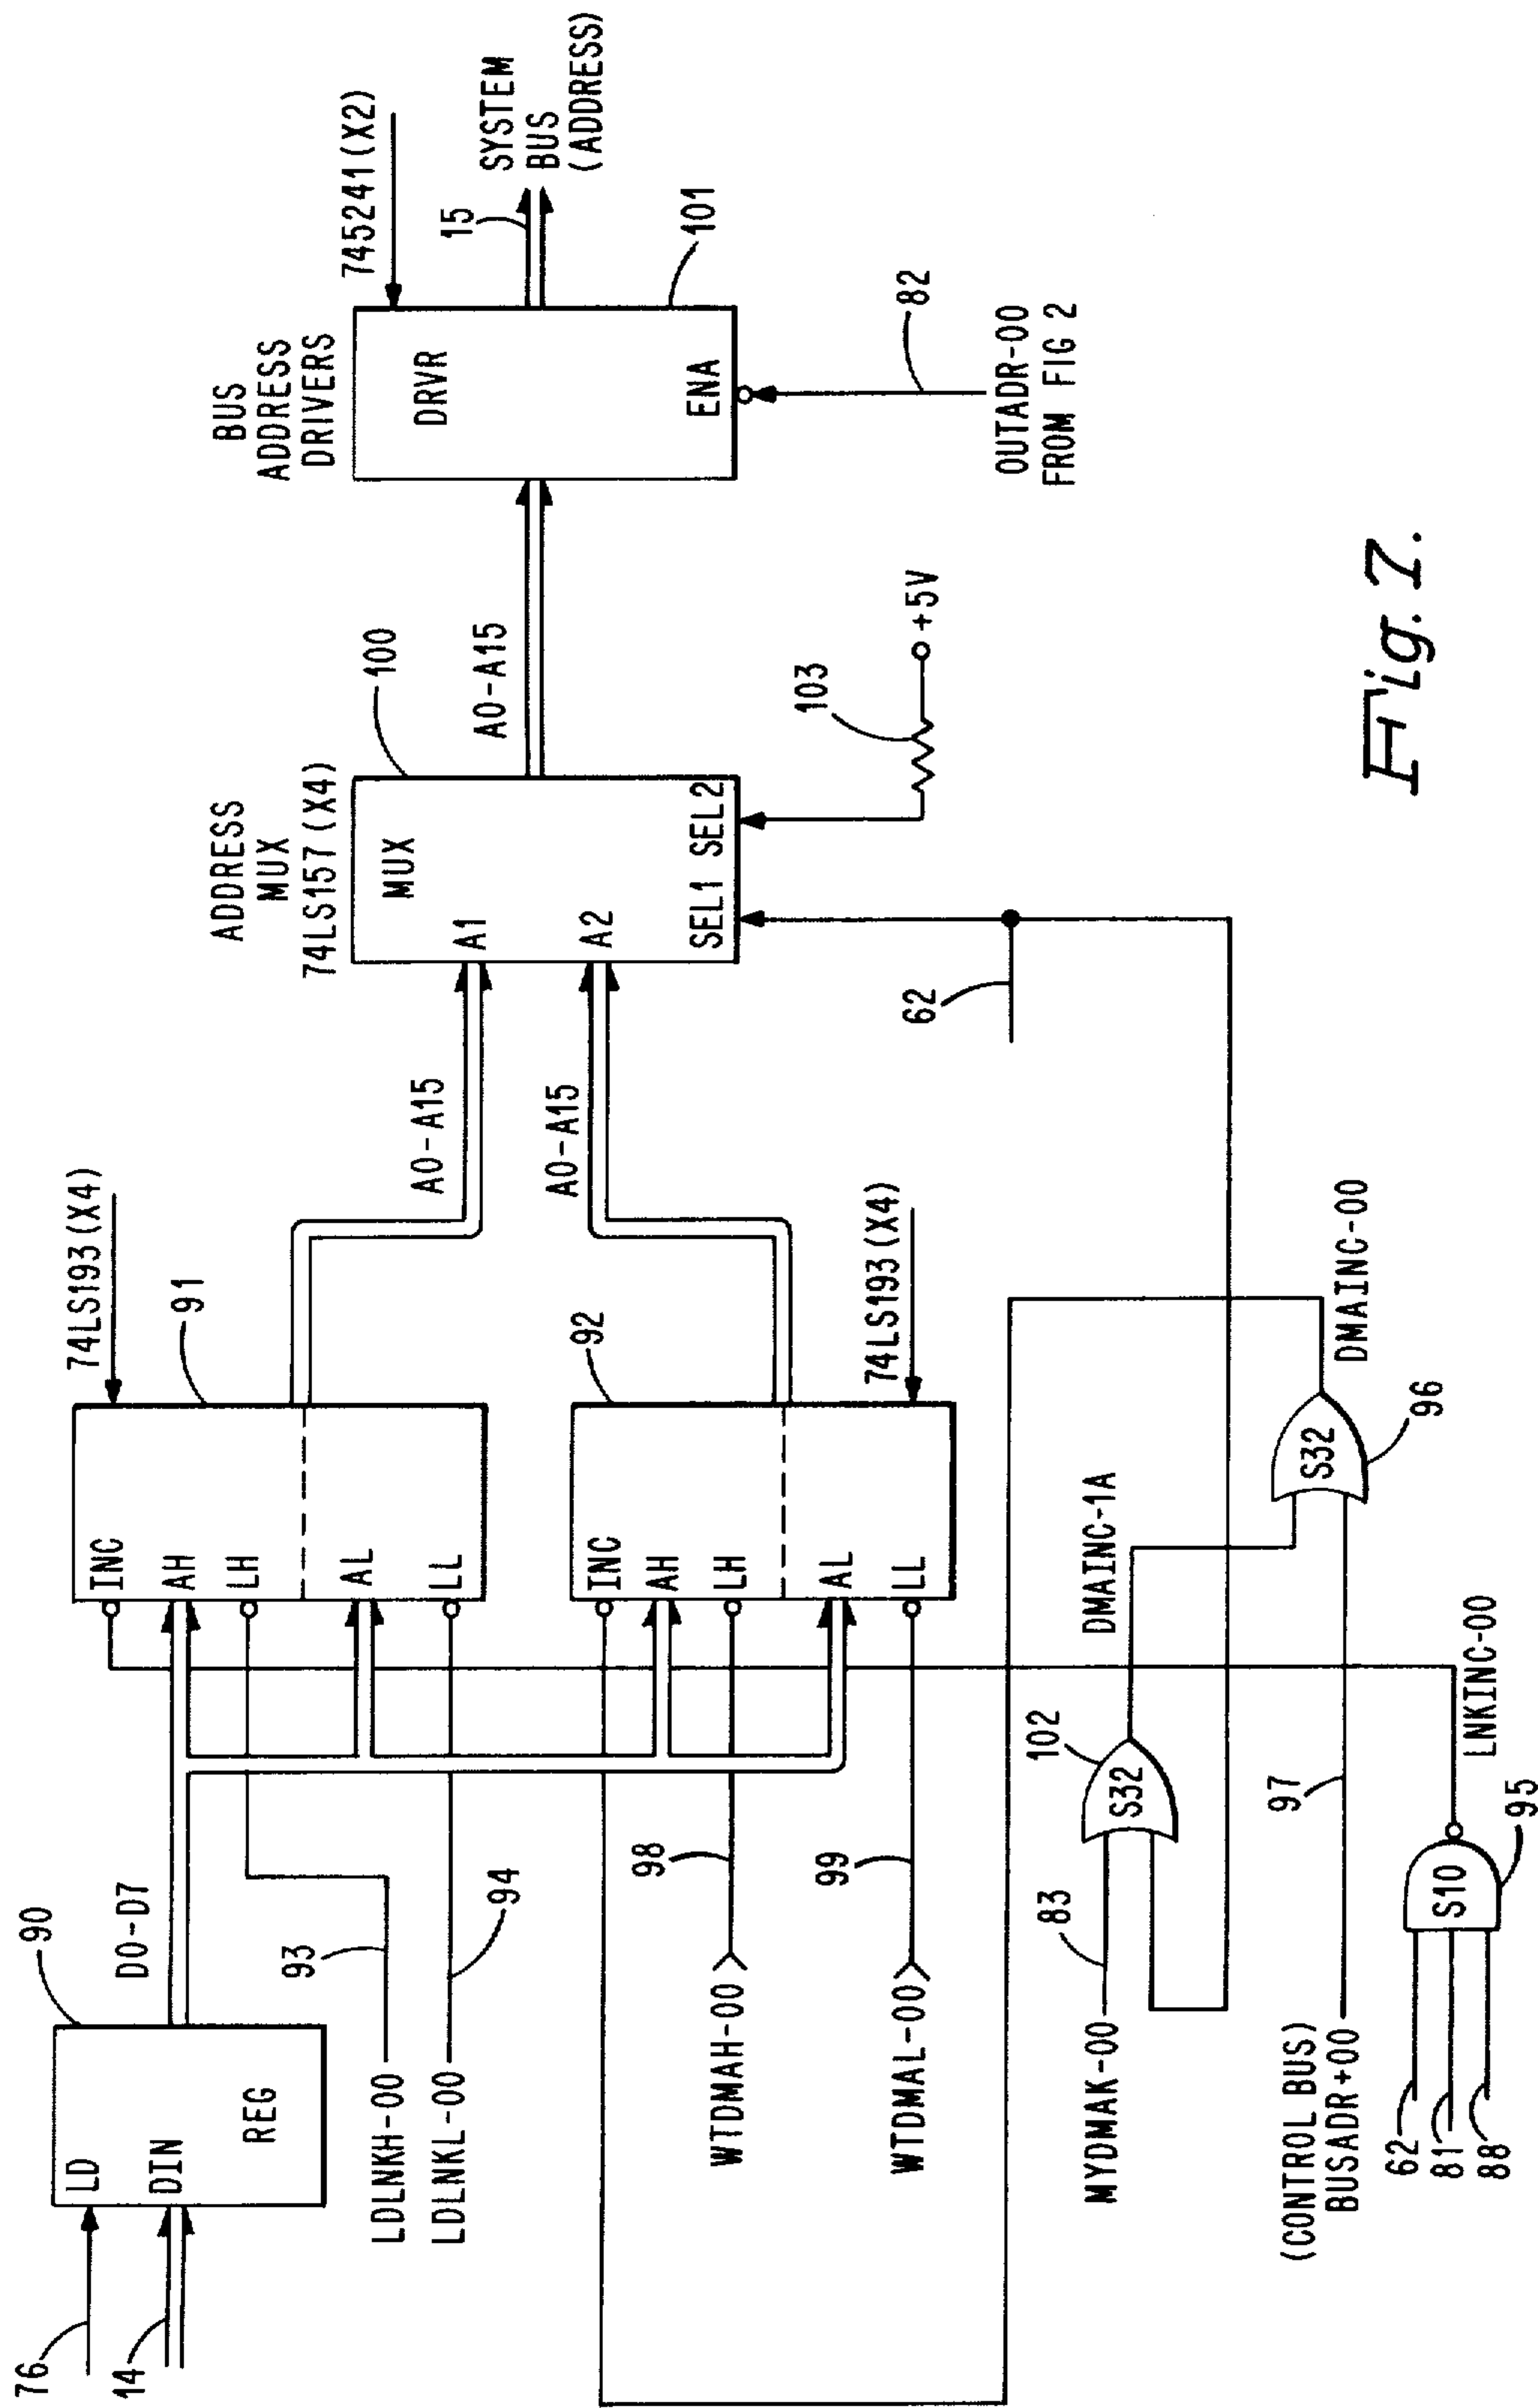 76
LD
14
DIN
REG
90
D0-D7
93
LDLNKH-00
LDLNKL-00
94
INC
AH
LH
AL
LL
91
74LS193 (X4)
INC
AH
LH
AL
LL
92
74LS193 (X4)
98
WTDMAH-00
99
WTDMAL-00
A0-A15
A0-A15
ADDRESS
MUX
74LS157 (X4)
MUX
A1
A2
SEL1 SEL2
100
62
103
+5V
A0-A15
BUS
ADDRESS
DRIVERS
DRVR
ENA
745241 (X2)
15
SYSTEM
BUS
(ADDRESS)
101
82
OUTADR-00
FROM FIG 2
83
MYDMAK-00
102
S32
DMAINC-1A
(CONTROL BUS)
BUSADR+00
97
S32
96
DMAINC-00
62
81
88
S10
95
LNKINC-00
Fig. 7.